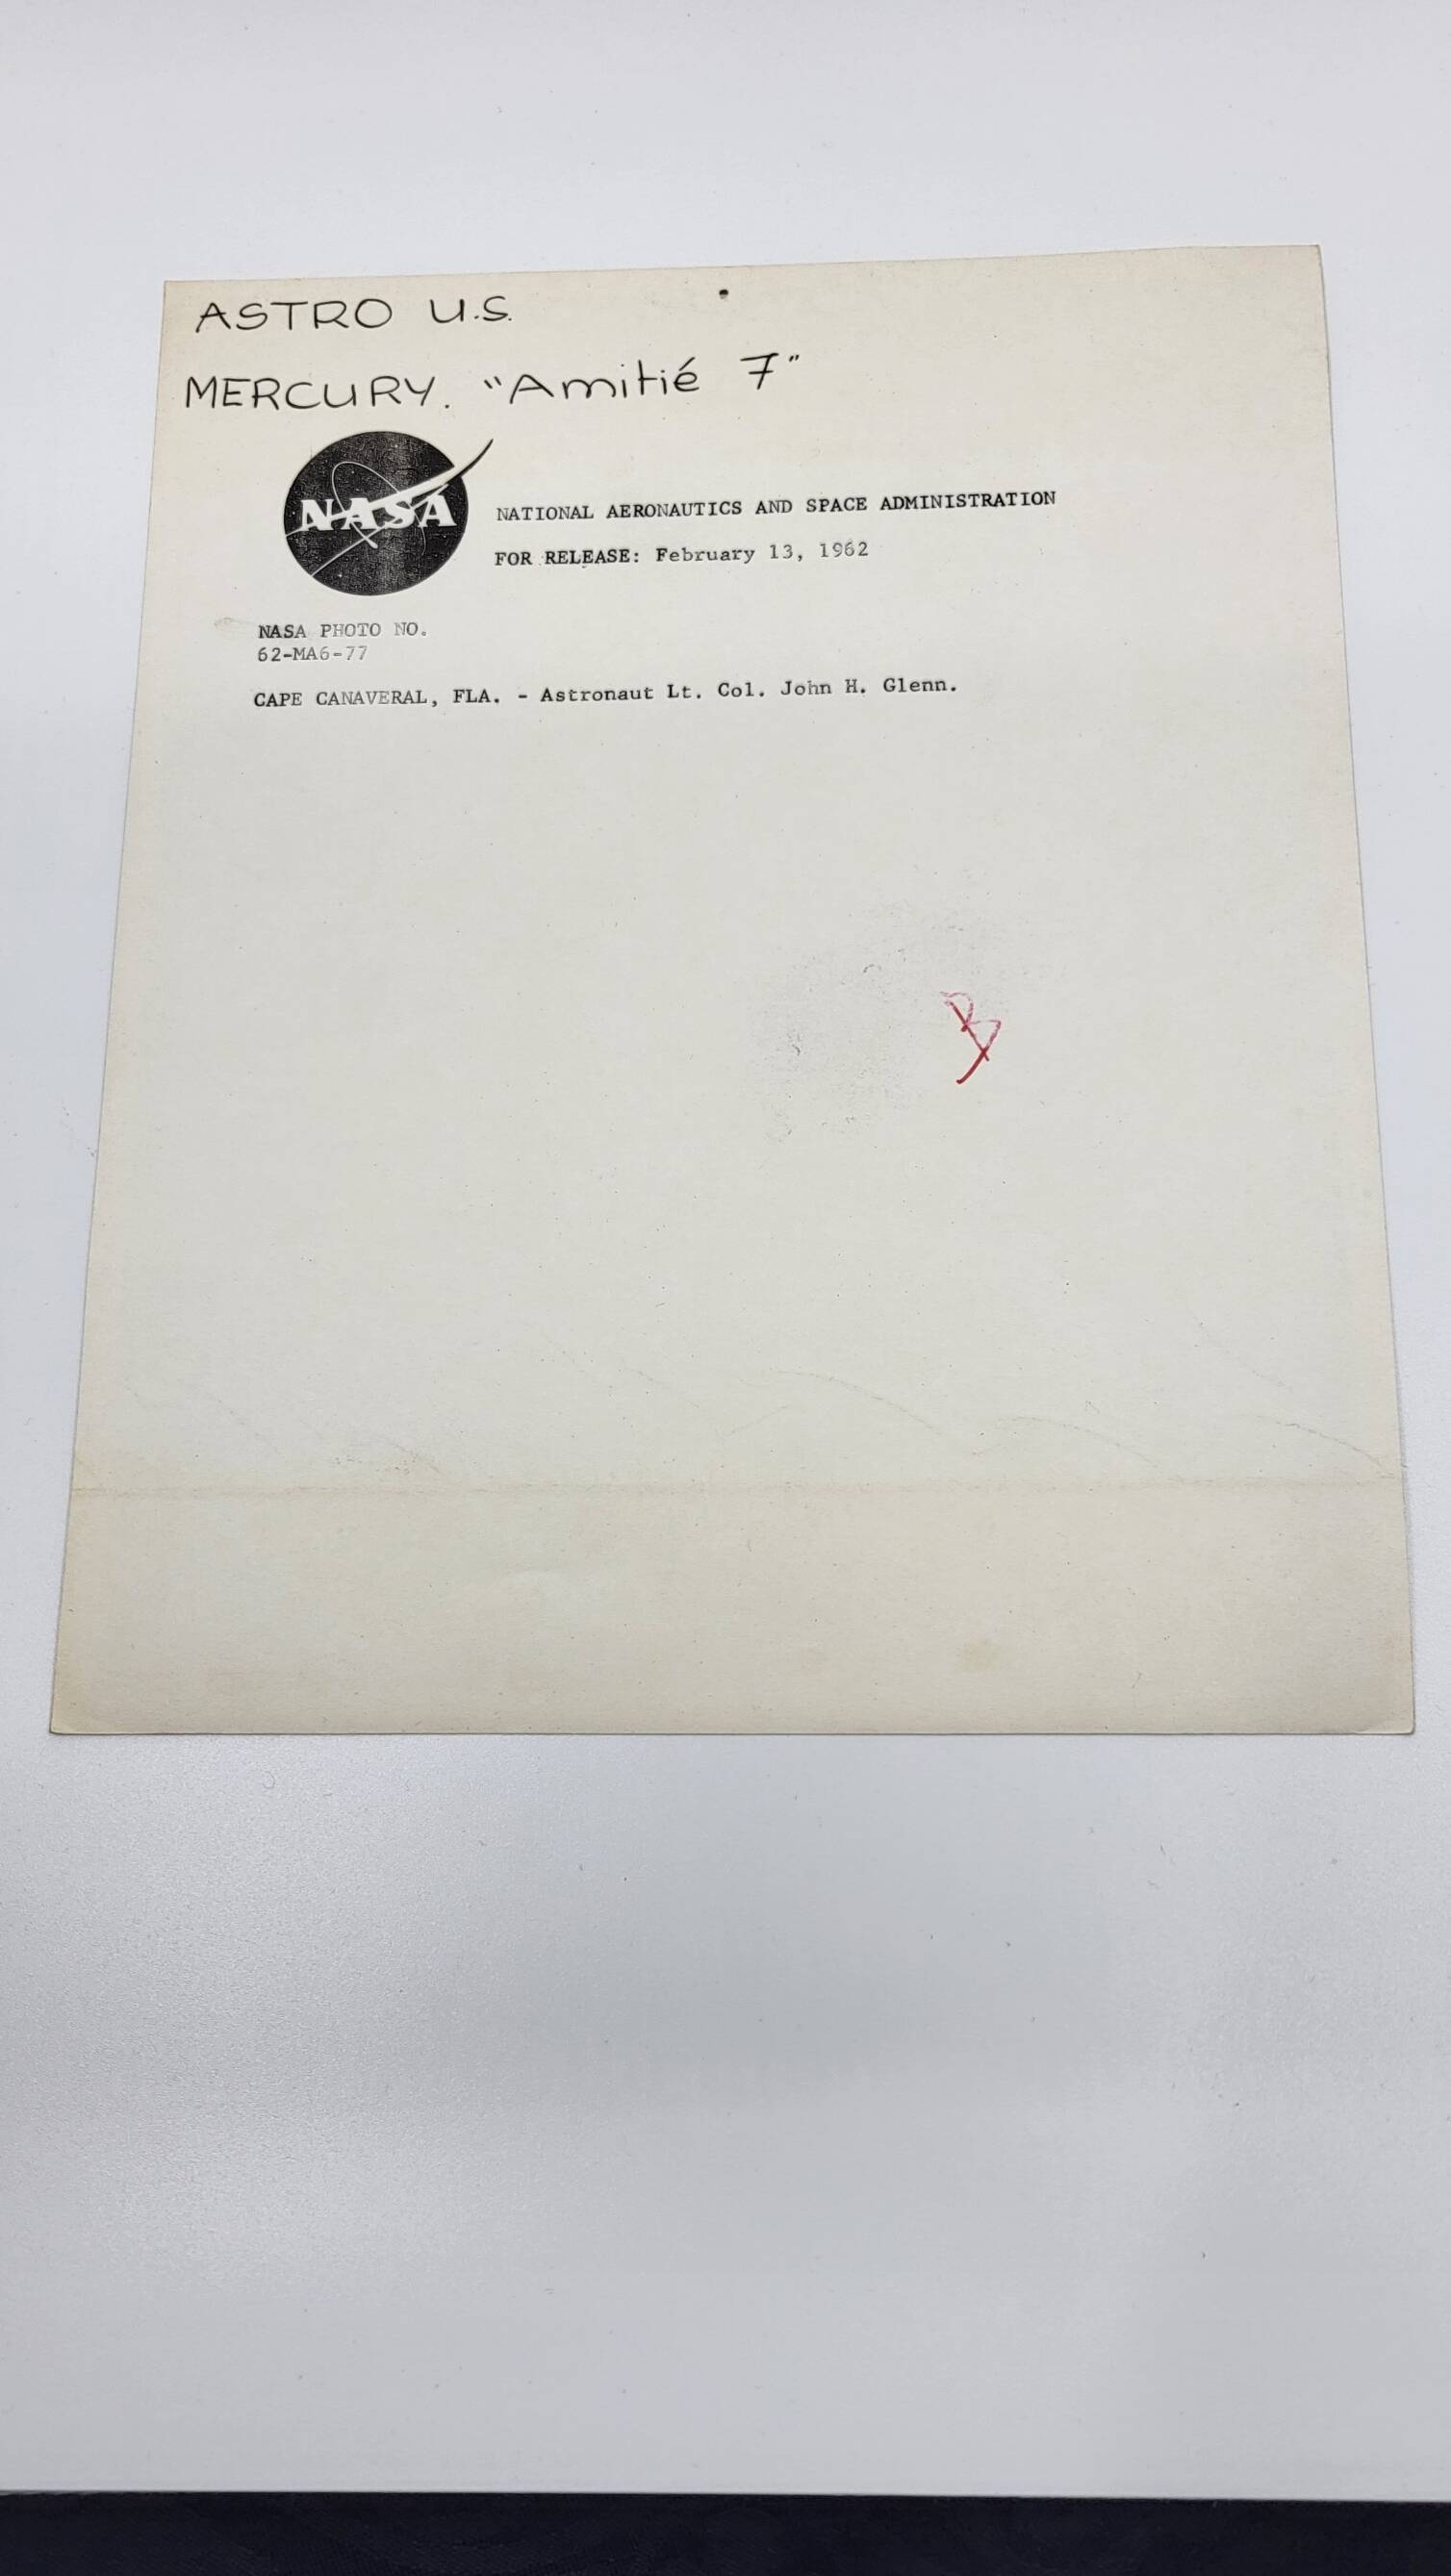 ASTRO U.S.
MERCURY. "Amitié 7"
NASA
NATIONAL AERONAUTICS AND SPACE ADMINISTRATION
FOR RELEASE: February 13, 1962
NASA PHOTO NO.
62-MA6-77
CAPE CANAVERAL, FLA. - Astronaut Lt. Col. John H. Glenn.